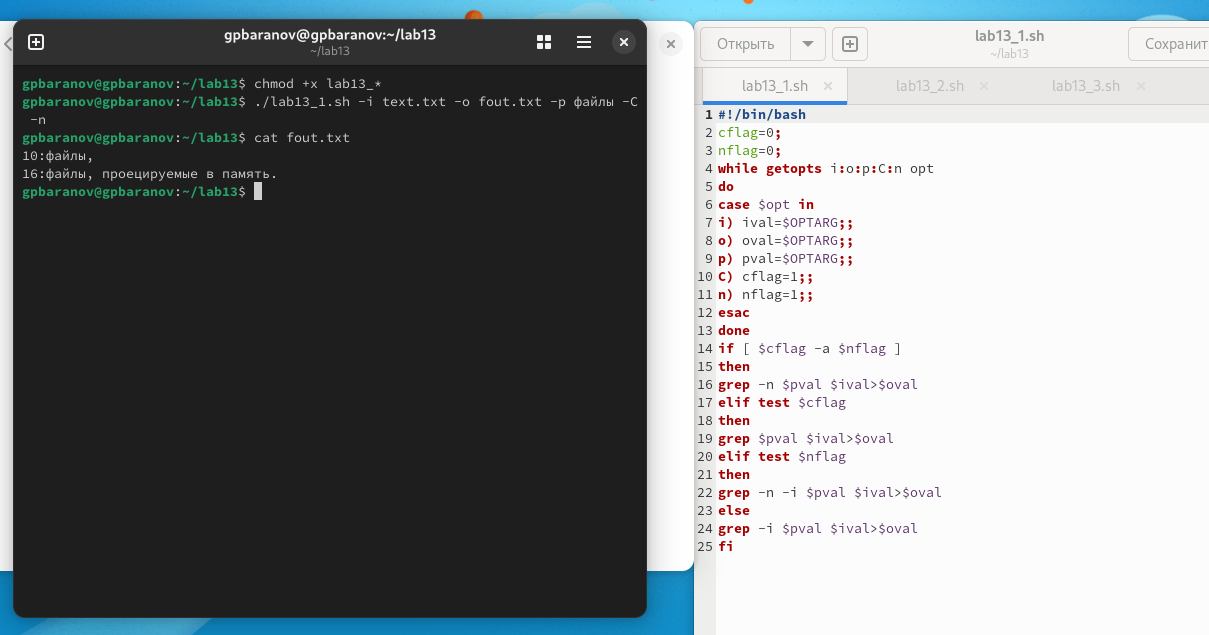 gpbaranov@gpbaranov:~/lab13
~/lab13
gpbaranov@gpbaranov:~/lab13$ chmod +x lab13_*
gpbaranov@gpbaranov:~/lab13$ ./lab13_1.sh -i text.txt -o fout.txt -p файлы -C
-n
gpbaranov@gpbaranov:~/lab13$ cat fout.txt
10:файлы,
16:файлы, проецируемые в память.
gpbaranov@gpbaranov:~/lab13$
Открыть
lab13_1.sh
~/lab13
Сохранит
lab13_1.sh
lab13_2.sh
lab13_3.sh
1 #!/bin/bash
2 cflag=0;
3 nflag=0;
4 while getopts i:o:p:C:n opt
5 do
6 case $opt in
7 i) ival=$OPTARG;;
8 o) oval=$OPTARG;;
9 p) pval=$OPTARG;;
10 C) cflag=1;;
11 n) nflag=1;;
12 esac
13 done
14 if [ $cflag -a $nflag ]
15 then
16 grep -n $pval $ival>$oval
17 elif test $cflag
18 then
19 grep $pval $ival>$oval
20 elif test $nflag
21 then
22 grep -n -i $pval $ival>$oval
23 else
24 grep -i $pval $ival>$oval
25 fi